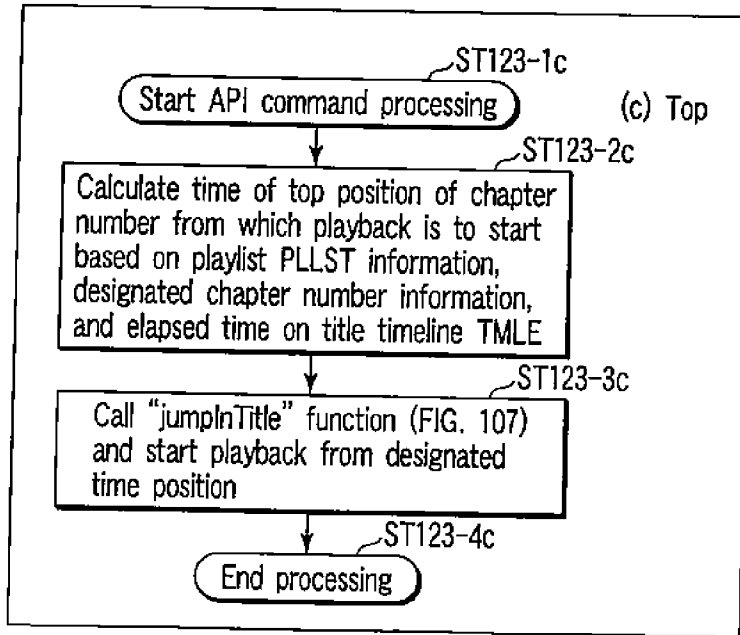 ST123-1c
Start API command processing
(c) Top
ST123-2c
Calculate time of top position of chapter
number from which playback is to start
based on playlist PLLST information,
designated chapter number information,
and elapsed time on title timeline TMLE
ST123-3c
Call "jumpInTitle" function (FIG. 107)
and start playback from designated
time position
ST123-4c
End processing